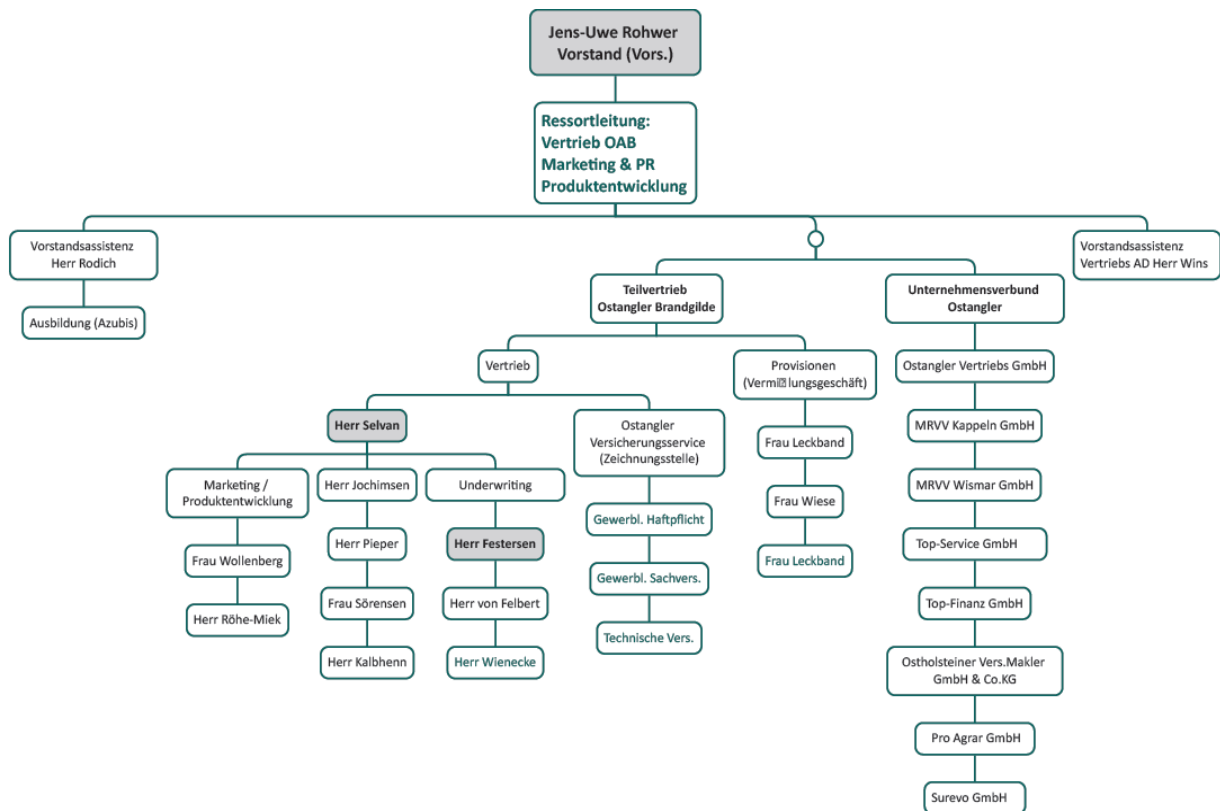 Jens-Uwe Rohwer
Vorstand (Vors.)
Ressortleitung:
Vertrieb OAB
Marketing & PR
Produktentwicklung
Vorstandsassistenz
Herr Rodich
Ausbildung (Azubis)
Vorstandsassistenz
Vertriebs AD Herr Wins
Teilvertrieb
Ostangler Brandgilde
Vertrieb
Herr Selvan
Marketing /
Produktentwicklung
Frau Wollenberg
Herr Röhe-Miek
Herr Jochimsen
Herr Pieper
Frau Sörensen
Herr Kalbhenn
Underwriting
Herr Festersen
Herr von Felbert
Herr Wienecke
Ostangler
Versicherungsservice
(Zeichnungsstelle)
Gewerbl. Haftpflicht
Gewerbl. Sachvers.
Technische Vers.
Provisionen
(Vermi⍰lungsgeschäft)
Frau Leckband
Frau Wiese
Frau Leckband
Unternehmensverbund
Ostangler
Ostangler Vertriebs GmbH
MRVV Kappeln GmbH
MRVV Wismar GmbH
Top-Service GmbH
Top-Finanz GmbH
Ostholsteiner Vers.Makler
GmbH & Co.KG
Pro Agrar GmbH
Surevo GmbH